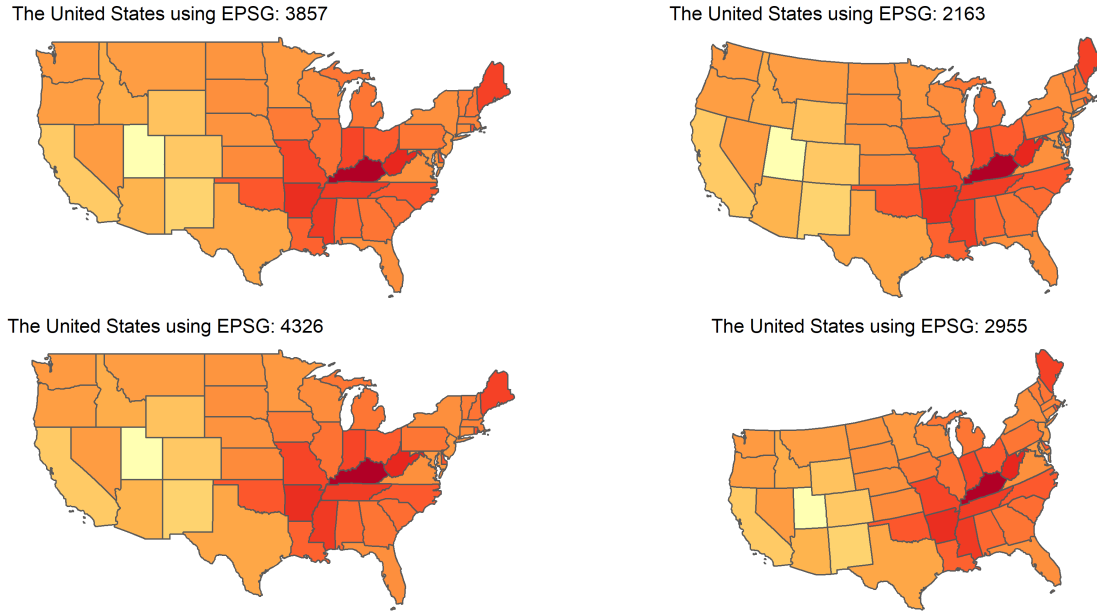 The United States using EPSG: 3857
The United States using EPSG: 2163
The United States using EPSG: 4326
The United States using EPSG: 2955